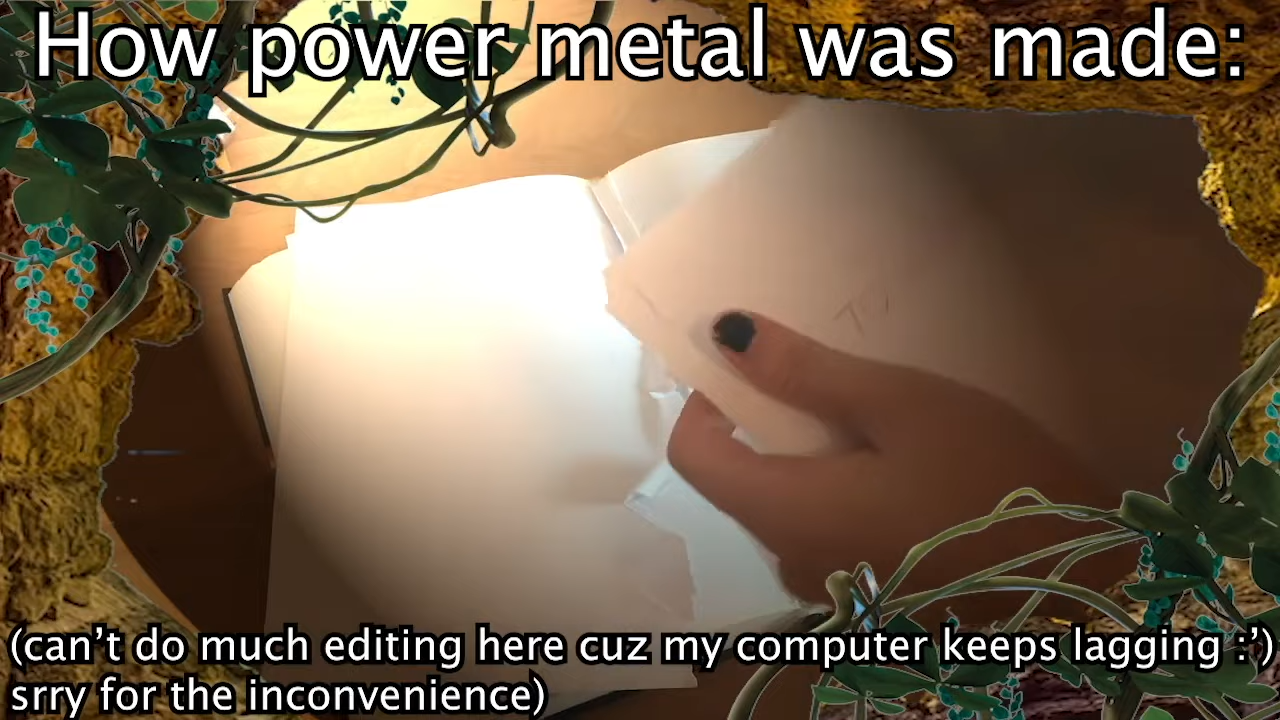 How power metal was made:
(can’t do much editing here cuz my computer keeps lagging :’)
srry for the inconvenience)